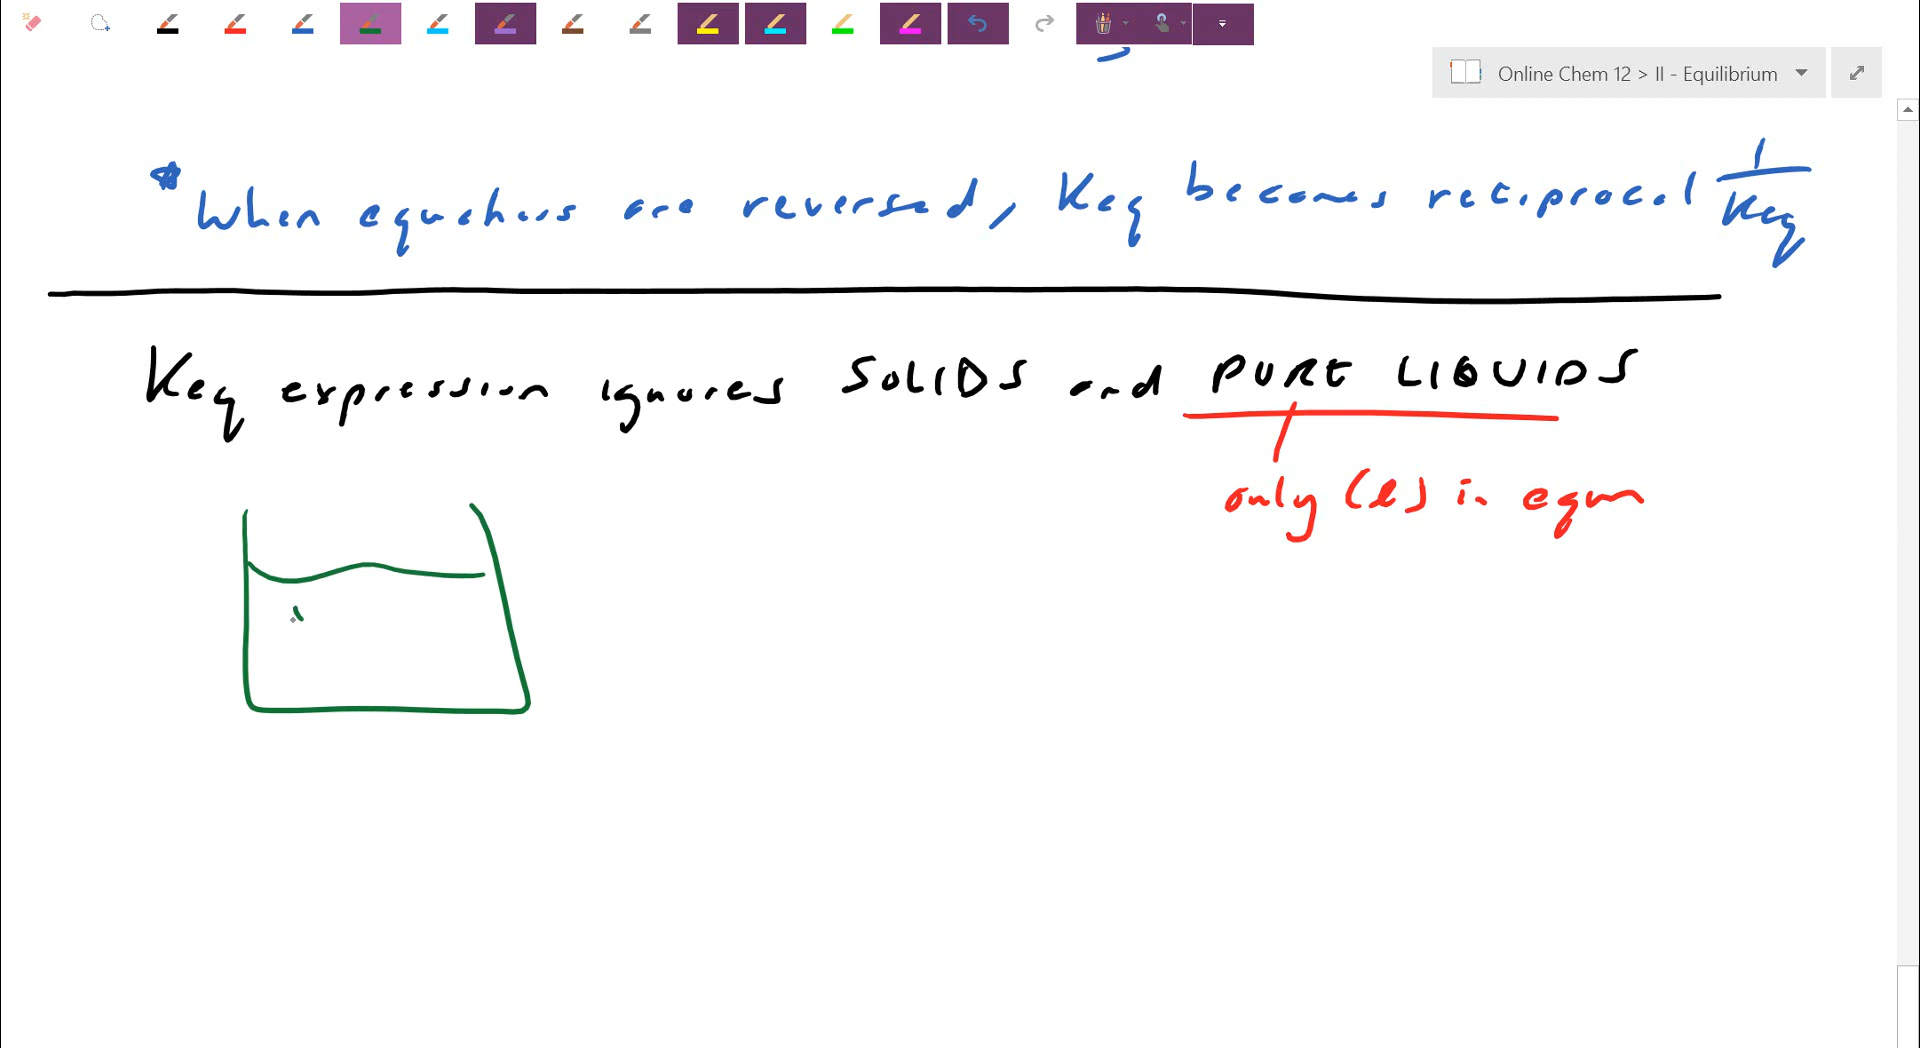 Online Chem 12 > II - Equilibrium
* When equations are reversed, Keq becomes reciprocal 1/Keq
Keq expression ignores SOLIDS and PURE LIQUIDS
only (l) in eqm